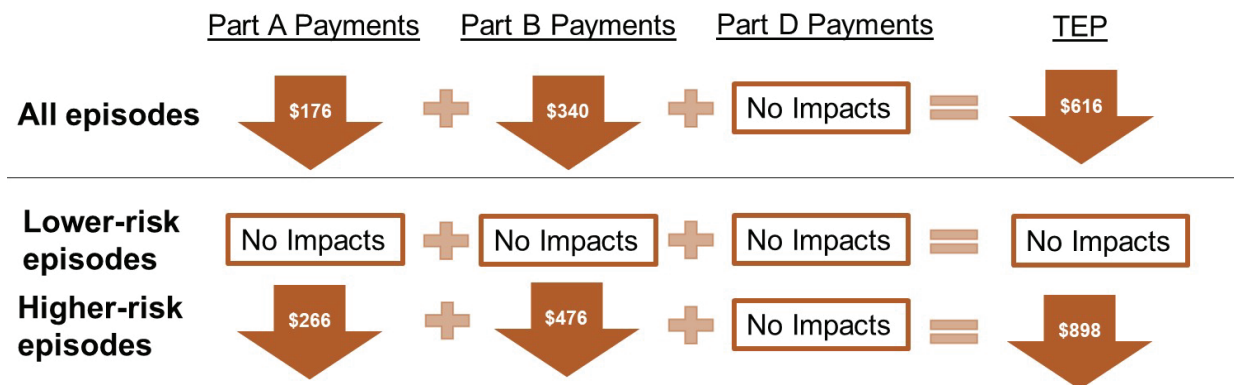 Part A Payments Part B Payments Part D Payments TEP
All episodes $176 + $340 + No Impacts = $616
Lower-risk
episodes No Impacts + No Impacts + No Impacts = No Impacts
Higher-risk
episodes $266 + $476 + No Impacts = $898